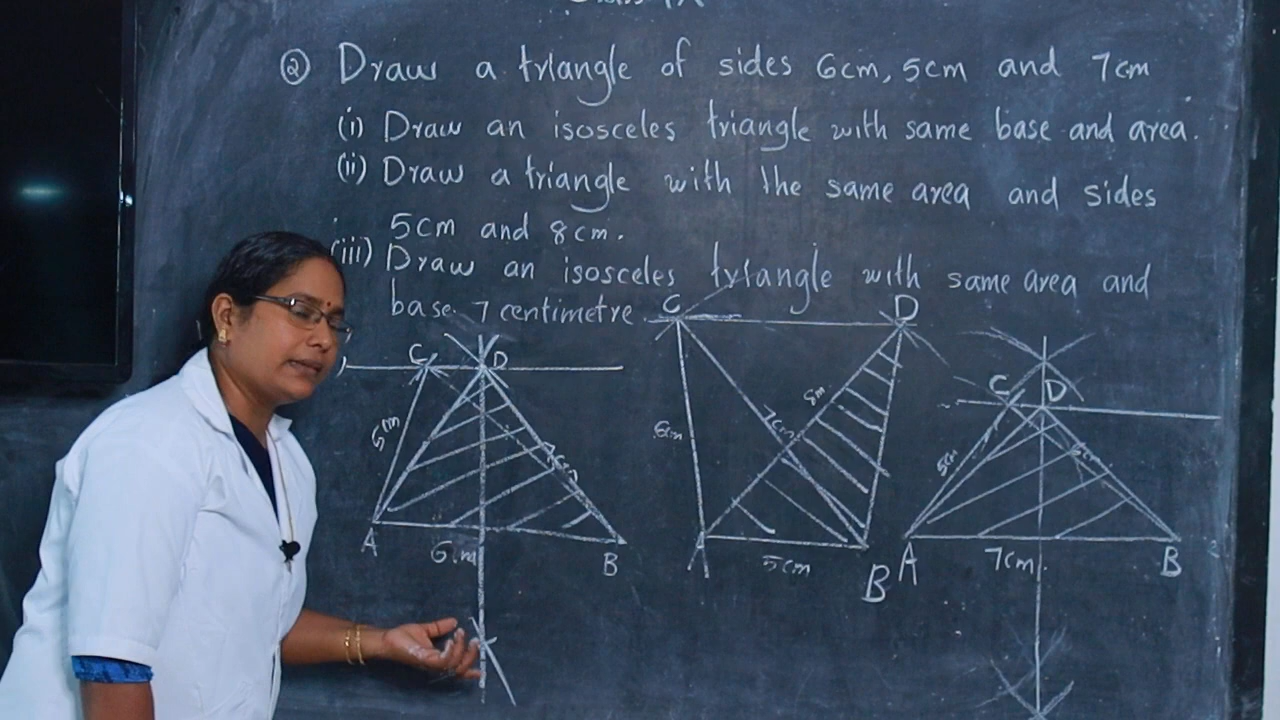 ② Draw a triangle of sides 6cm, 5cm and 7cm
(i) Draw an isosceles triangle with same base and area.
(ii) Draw a triangle with the same area and sides
5cm and 8cm.
(iii) Draw an isosceles triangle with same area and
base 7 centimetre
C D
5cm
7cm
A 6cm B
C D
6cm 7cm 8m
A 5cm B
C D
5cm 6cm
A 7cm B